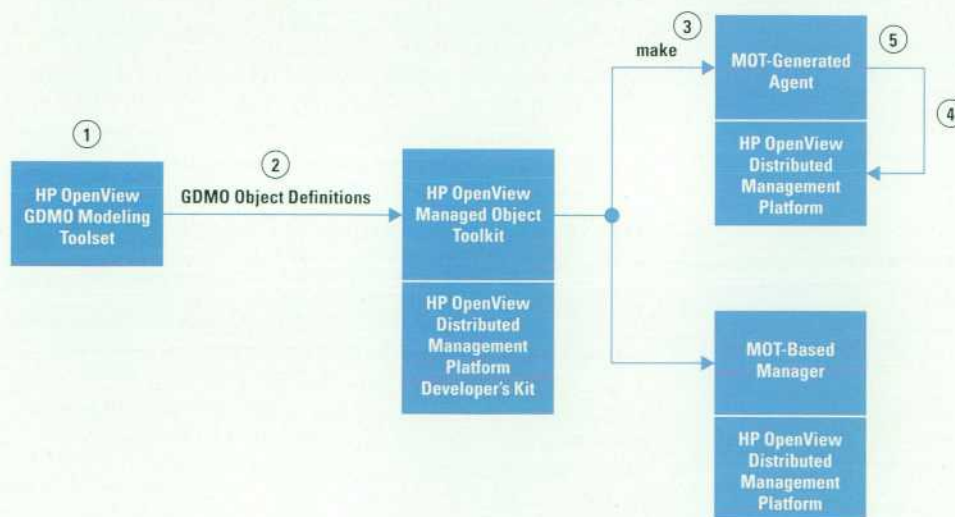 1
HP OpenView
GDMO Modeling
Toolset
2
GDMO Object Definitions
HP OpenView
Managed Object
Toolkit
HP OpenView
Distributed
Management
Platform
Developer's Kit
3
make
MOT-Generated
Agent
5
4
HP OpenView
Distributed
Management
Platform
MOT-Based
Manager
HP OpenView
Distributed
Management
Platform